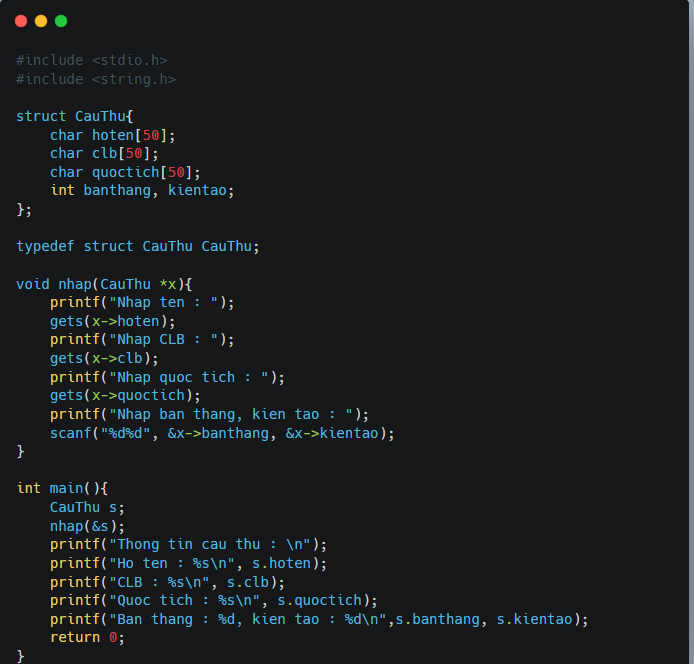 #include <stdio.h>
#include <string.h>

struct CauThu{
    char hoten[50];
    char clb[50];
    char quoctich[50];
    int banthang, kientao;
};

typedef struct CauThu CauThu;

void nhap(CauThu *x){
    printf("Nhap ten : ");
    gets(x->hoten);
    printf("Nhap CLB : ");
    gets(x->clb);
    printf("Nhap quoc tich : ");
    gets(x->quoctich);
    printf("Nhap ban thang, kien tao : ");
    scanf("%d%d", &x->banthang, &x->kientao);
}

int main(){
    CauThu s;
    nhap(&s);
    printf("Thong tin cau thu : \n");
    printf("Ho ten : %s\n", s.hoten);
    printf("CLB : %s\n", s.clb);
    printf("Quoc tich : %s\n", s.quoctich);
    printf("Ban thang : %d, kien tao : %d\n",s.banthang, s.kientao);
    return 0;
}